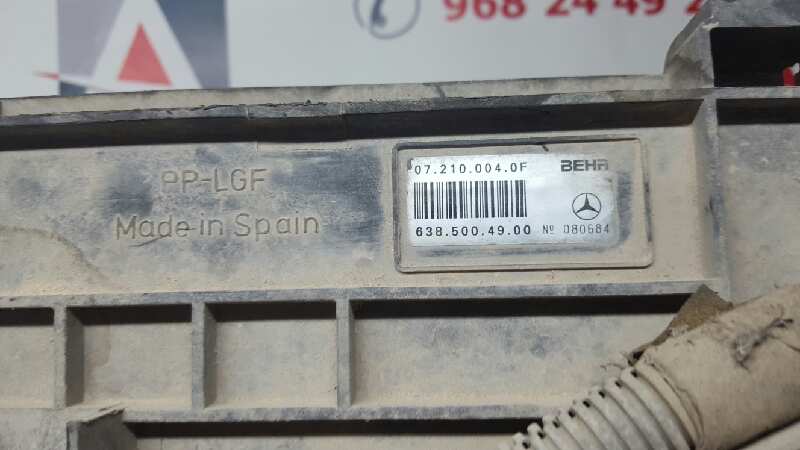 968 24 49 2
PP-LGF
Made in Spain
07.210.004.0F BEHR
638.500.49.00 Nº 080684